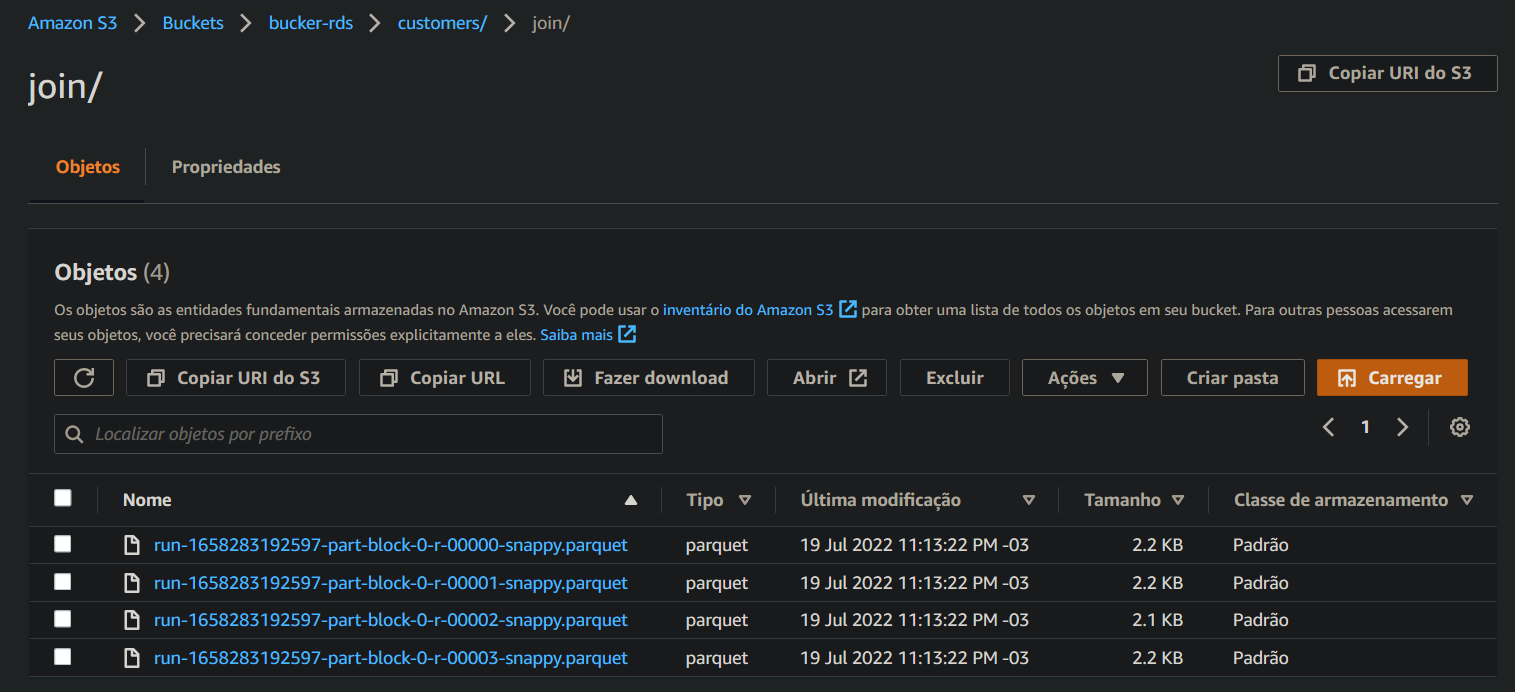 Amazon S3 > Buckets > bucker-rds > customers/ > join/
join/
Copiar URI do S3
Objetos Propriedades
Objetos (4)
Os objetos são as entidades fundamentais armazenadas no Amazon S3. Você pode usar o inventário do Amazon S3 para obter uma lista de todos os objetos em seu bucket. Para outras pessoas acessarem
seus objetos, você precisará conceder permissões explicitamente a eles. Saiba mais
Copiar URI do S3 Copiar URL Fazer download Abrir Excluir Ações Criar pasta Carregar
Localizar objetos por prefixo
1
Nome Tipo Última modificação Tamanho Classe de armazenamento
run-1658283192597-part-block-0-r-00000-snappy.parquet parquet 19 Jul 2022 11:13:22 PM -03 2.2 KB Padrão
run-1658283192597-part-block-0-r-00001-snappy.parquet parquet 19 Jul 2022 11:13:22 PM -03 2.2 KB Padrão
run-1658283192597-part-block-0-r-00002-snappy.parquet parquet 19 Jul 2022 11:13:22 PM -03 2.1 KB Padrão
run-1658283192597-part-block-0-r-00003-snappy.parquet parquet 19 Jul 2022 11:13:22 PM -03 2.2 KB Padrão